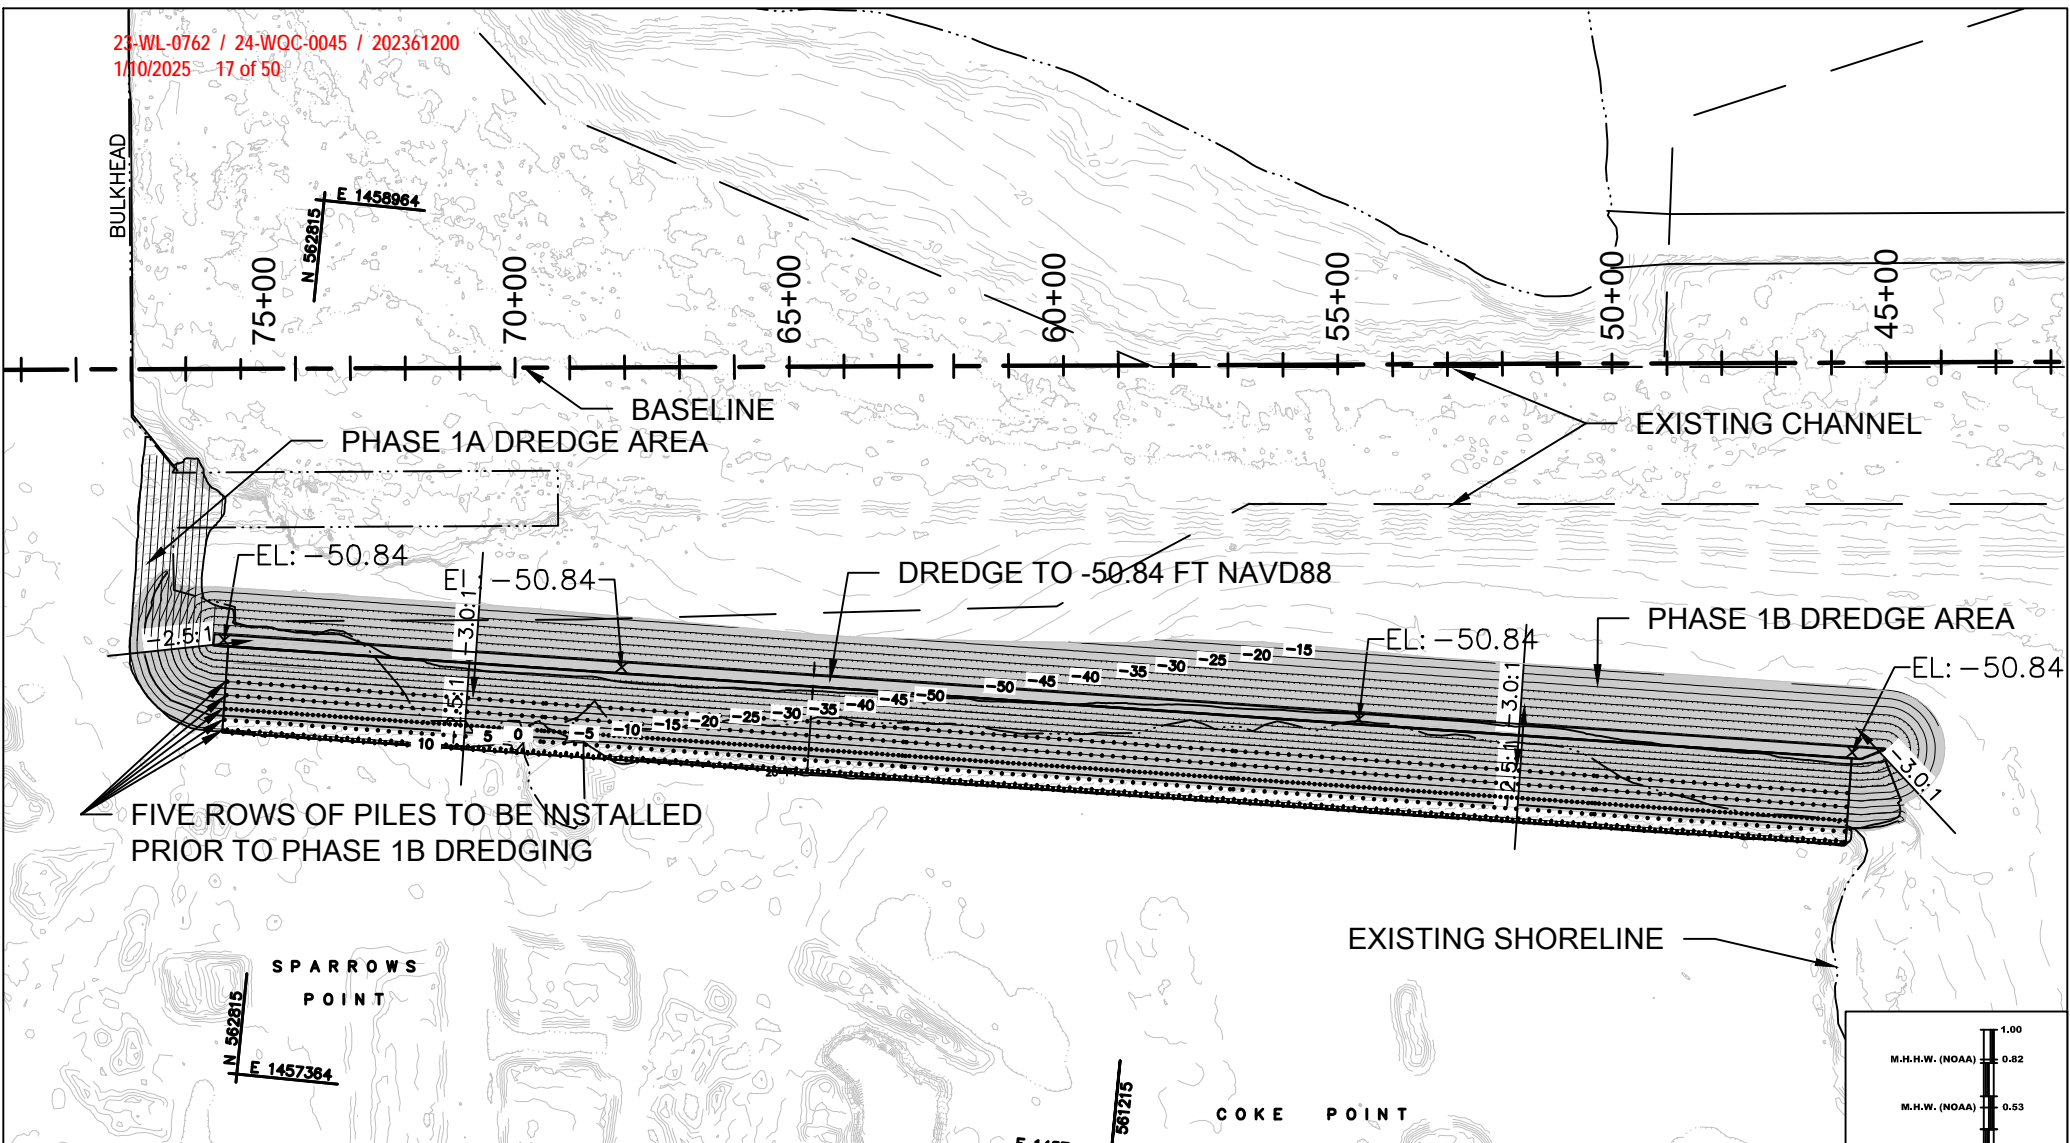 23-WL-0762 / 24-WQC-0045 / 202361200
1/10/2025 17 of 50
BULKHEAD
E 1458964
N 562815
75+00
70+00
65+00
60+00
55+00
50+00
45+00
BASELINE
PHASE 1A DREDGE AREA
EXISTING CHANNEL
EL: -50.84
EL: -50.84
DREDGE TO -50.84 FT NAVD88
PHASE 1B DREDGE AREA
EL: -50.84
EL: -50.84
-2.5:1
-3.0:1
-3.0:1
-3.0:1
-2.5:1
-50 -45 -40 -35 -30 -25 -20 -15
10 5 0 -5 -10 -15 -20 -25 -30 -35 -40 -45 -50
FIVE ROWS OF PILES TO BE INSTALLED
PRIOR TO PHASE 1B DREDGING
EXISTING SHORELINE
SPARROWS
POINT
N 562815
E 1457364
561215
COKE POINT
1.00
M.H.H.W. (NOAA) 0.82
M.H.W. (NOAA) 0.53